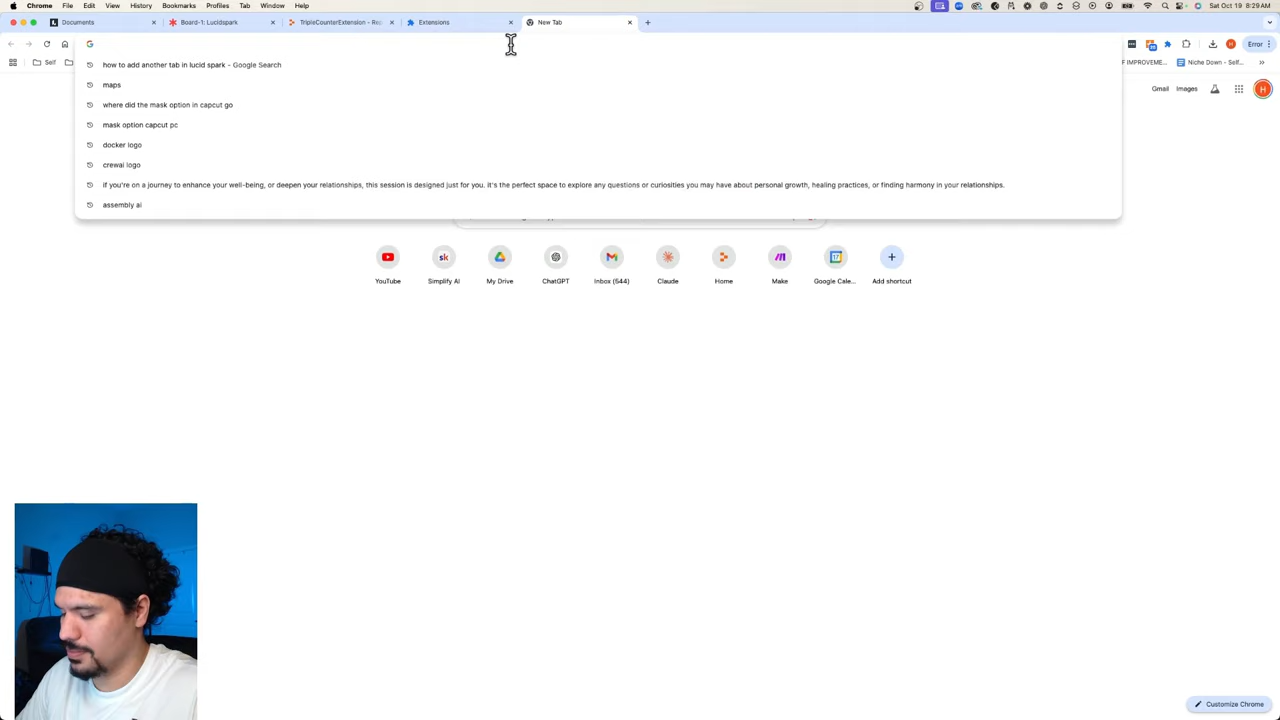 Chrome File Edit View History Bookmarks Profiles Tab Window Help
Sat Oct 19 8:29 AM
Documents
Board-1: Lucidspark
TripleCounterExtension - Re
Extensions
New Tab
Error
Self
F IMPROVEME...
Niche Down - Self...
how to add another tab in lucid spark - Google Search
maps
where did the mask option in capcut go
mask option capcut pc
docker logo
crewai logo
if you're on a journey to enhance your well-being, or deepen your relationships, this session is designed just for you. it's the perfect space to explore any questions or curiosities you may have about personal growth, healing practices, or finding harmony in your relationships.
assembly ai
Gmail Images
H
YouTube
Simplify AI
My Drive
ChatGPT
Inbox (544)
Claude
Home
Make
Google Cale...
Add shortcut
Customize Chrome